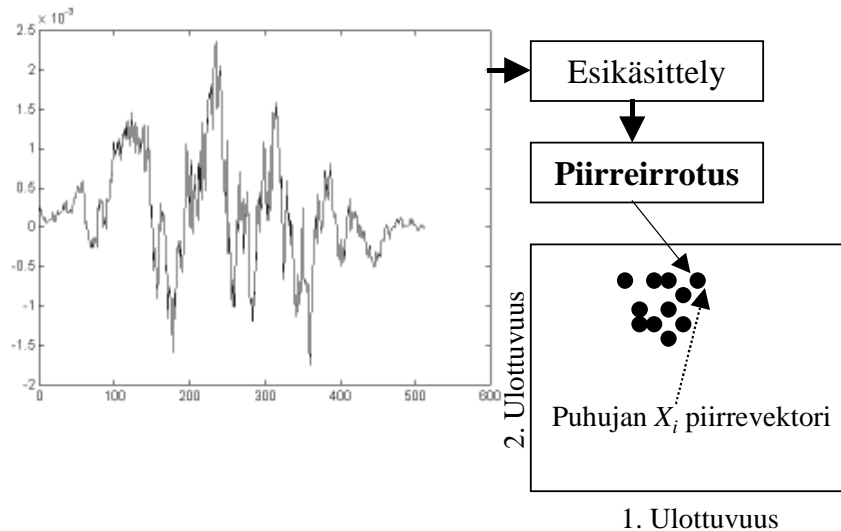 × 10⁻³
2.5
2
1.5
1
0.5
0
-0.5
-1
-1.5
-2
0 100 200 300 400 500 600
Esikäsittely
Piirreirrotus
Puhujan Xᵢ piirrevektori
2. Ulottuvuus
1. Ulottuvuus